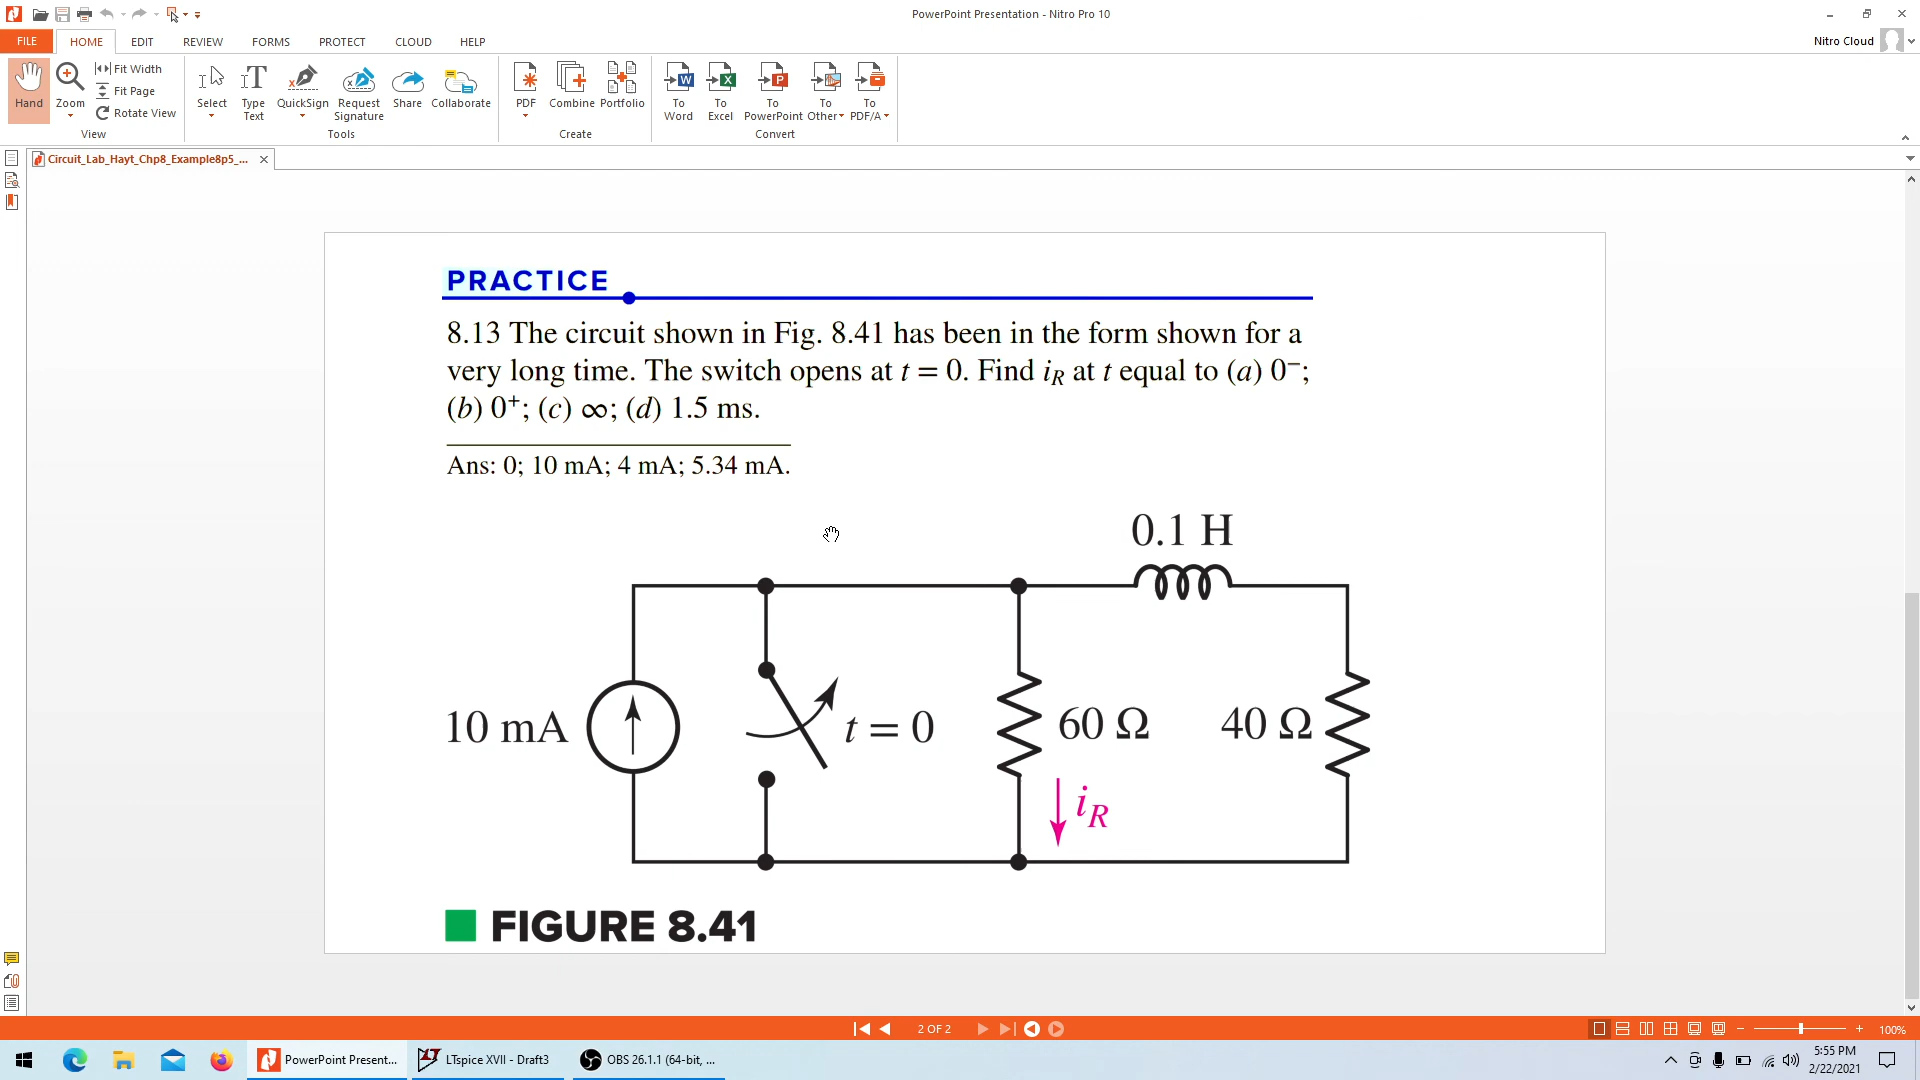 PowerPoint Presentation - Nitro Pro 10
FILE HOME EDIT REVIEW FORMS PROTECT CLOUD HELP
Nitro Cloud
Hand
Zoom
Fit Width
Fit Page
Rotate View
View
Select
Type Text
QuickSign
Request Signature
Share
Collaborate
Tools
PDF
Combine
Portfolio
Create
To Word
To Excel
To PowerPoint
To Other
To PDF/A
Convert
Circuit_Lab_Hayt_Chp8_Example8p5_...
PRACTICE
8.13 The circuit shown in Fig. 8.41 has been in the form shown for a
very long time. The switch opens at t = 0. Find iR at t equal to (a) 0⁻;
(b) 0⁺; (c) ∞; (d) 1.5 ms.
Ans: 0; 10 mA; 4 mA; 5.34 mA.
0.1 H
10 mA
t = 0
60 Ω
40 Ω
iR
FIGURE 8.41
2 OF 2
100%
PowerPoint Present...
LTspice XVII - Draft3
OBS 26.1.1 (64-bit, ...
5:55 PM
2/22/2021